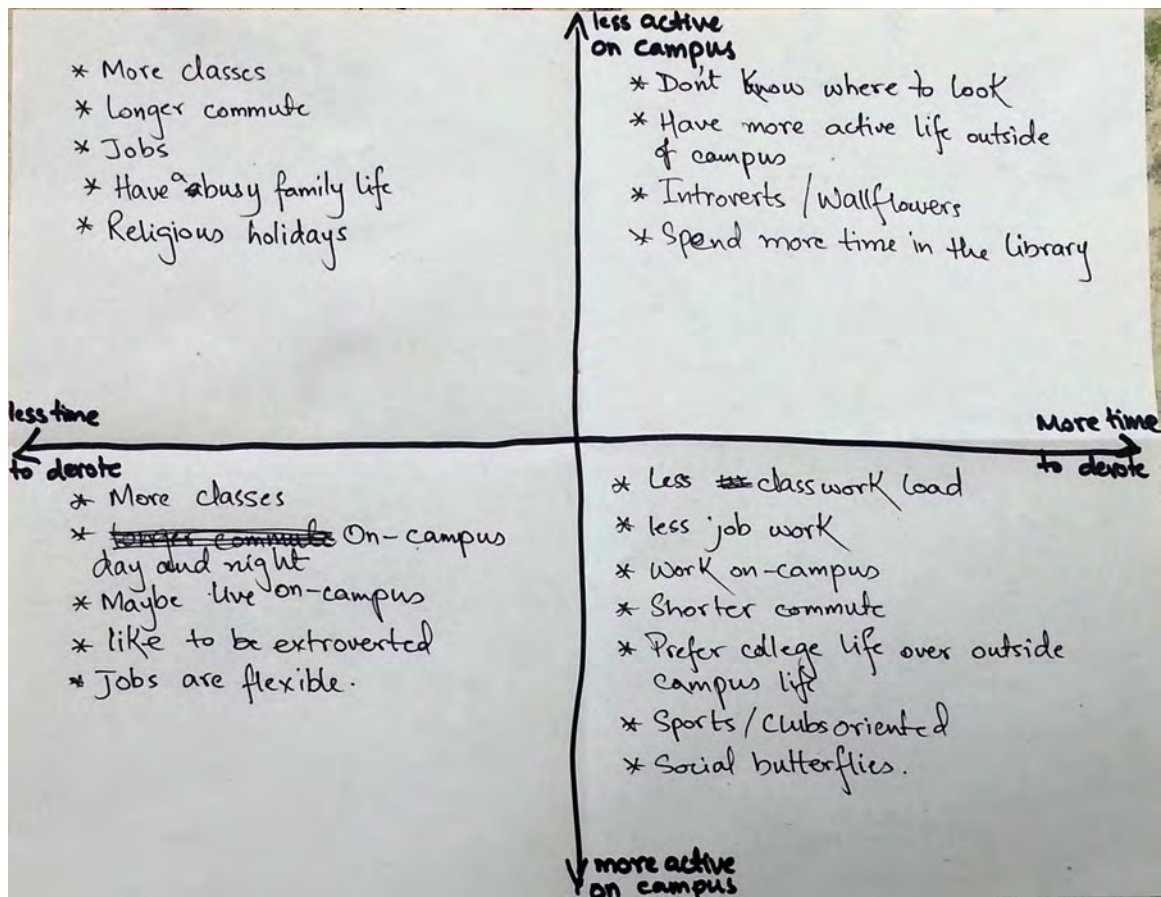 less active
on campus
* More classes
* Longer commute
* Jobs
* Have a busy family life
* Religious holidays
* Don't know where to look
* Have more active life outside
of campus
* Introverts / Wallflowers
* Spend more time in the library
less time
to devote
More time
to devote
* More classes
* longer commute On-campus
day and night
* Maybe live on-campus
* like to be extroverted
* Jobs are flexible.
* Less classwork load
* less job work
* Work on-campus
* Shorter commute
* Prefer college life over outside
campus life
* Sports / Clubs oriented
* Social butterflies.
more active
on campus